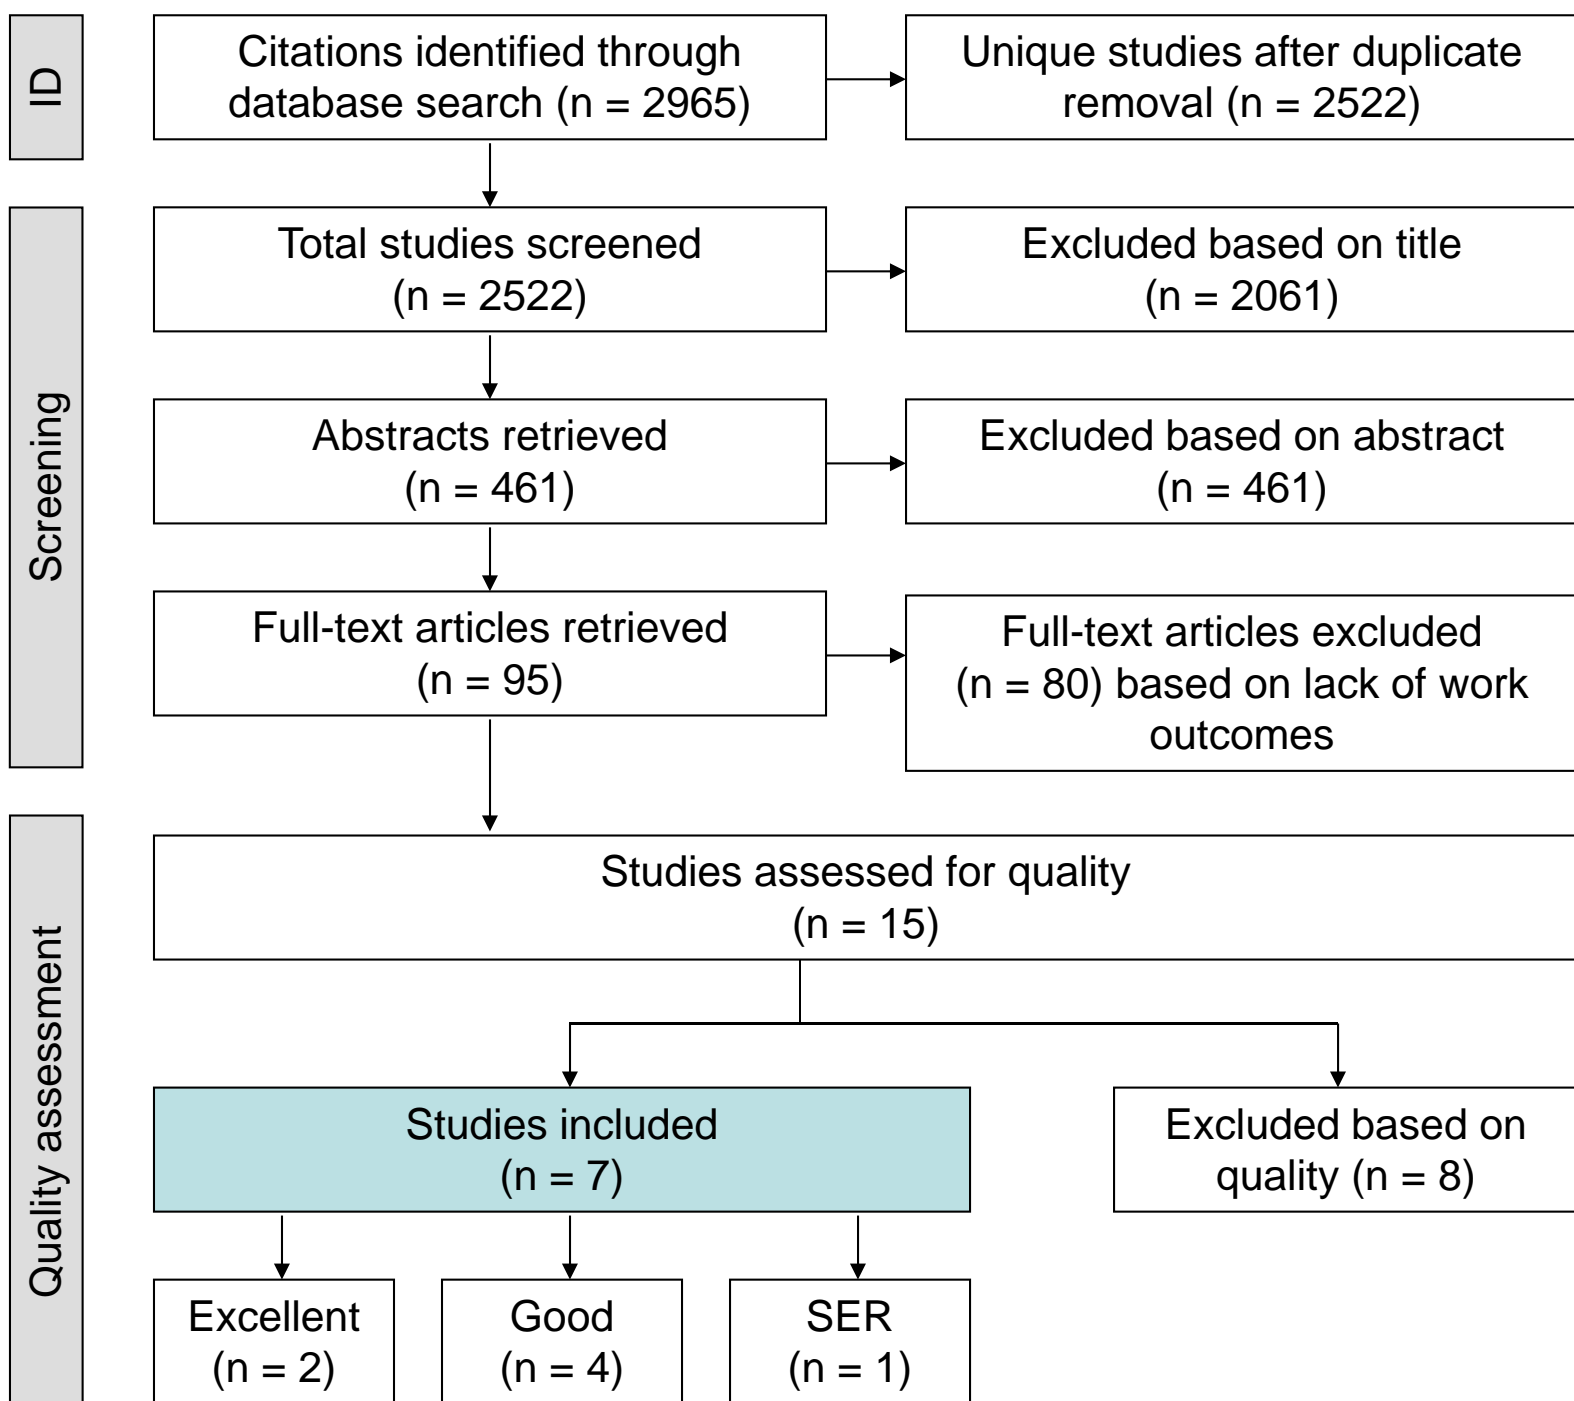 ID
Citations identified through
database search (n = 2965)
Unique studies after duplicate
removal (n = 2522)
Screening
Total studies screened
(n = 2522)
Excluded based on title
(n = 2061)
Abstracts retrieved
(n = 461)
Excluded based on abstract
(n = 461)
Full-text articles retrieved
(n = 95)
Full-text articles excluded
(n = 80) based on lack of work
outcomes
Quality assessment
Studies assessed for quality
(n = 15)
Studies included
(n = 7)
Excluded based on
quality (n = 8)
Excellent
(n = 2)
Good
(n = 4)
SER
(n = 1)